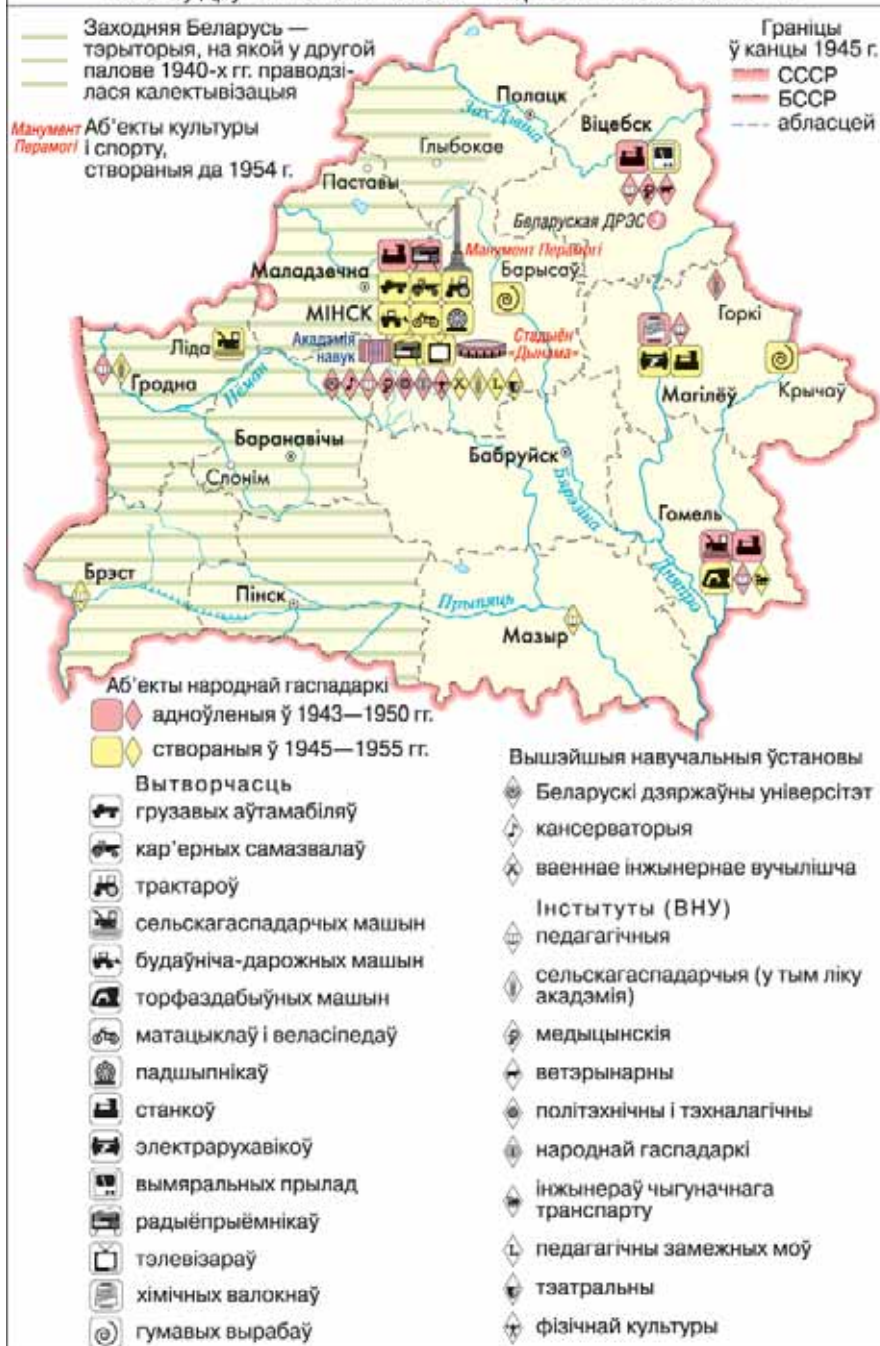 Заходняя Беларусь —
тэрыторыя, на якой у другой
палове 1940-х гг. праводзі-
лася калектывізацыя
Манумент
Перамогі
Аб'екты культуры
і спорту,
створаныя да 1954 г.
Граніцы
ў канцы 1945 г.
СССР
БССР
абласцей
Полацк
Зах. Дзвіна
Віцебск
Глыбокае
Паставы
Беларуская ДРЭС
Манумент Перамогі
Маладзечна
Барысаў
МІНСК
Горкі
Ліда
Акадэмія
навук
Стадыён
«Дынама»
Гродна
Нёман
Магілёў
Крычаў
Баранавічы
Слонім
Бабруйск
Бярэзіна
Гомель
Дняпро
Брэст
Пінск
Прыпяць
Мазыр
Аб'екты народнай гаспадаркі
адноўленыя ў 1943—1950 гг.
створаныя ў 1945—1955 гг.
Вытворчасць
грузавых аўтамабіляў
кар'ерных самазвалаў
трактароў
сельскагаспадарчых машын
будаўніча-дарожных машын
торфаздабыўных машын
матацыклаў і веласіпедаў
падшыпнікаў
станкоў
электрарухавікоў
вымяральных прылад
радыёпрыёмнікаў
тэлевізараў
хімічных валокнаў
гумавых вырабаў
Вышэйшыя навучальныя ўстановы
Беларускі дзяржаўны універсітэт
кансерваторыя
ваеннае інжынернае вучылішча
Інстытуты (ВНУ)
педагагічныя
сельскагаспадарчыя (у тым ліку
акадэмія)
медыцынскія
ветэрынарны
політэхнічны і тэхналагічны
народнай гаспадаркі
інжынераў чыгуначнага
транспарту
педагагічны замежных моў
тэатральны
фізічнай культуры